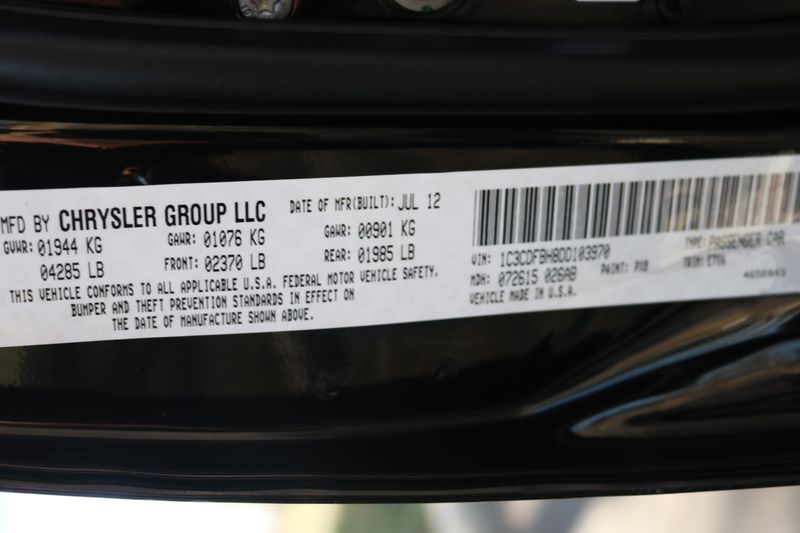 MFD BY CHRYSLER GROUP LLC DATE OF MFR(BUILT): JUL 12
GVWR: 01944 KG GAWR: 01076 KG GAWR: 00901 KG
04285 LB FRONT: 02370 LB REAR: 01985 LB
THIS VEHICLE CONFORMS TO ALL APPLICABLE U.S.A. FEDERAL MOTOR VEHICLE SAFETY,
BUMPER AND THEFT PREVENTION STANDARDS IN EFFECT ON
THE DATE OF MANUFACTURE SHOWN ABOVE.
VIN: 1C3CDFBH8DD103970 TYPE: PASSENGER CAR
MDH: 072615 026AB PAINT: PX8 TRIM:
VEHICLE MADE IN U.S.A.